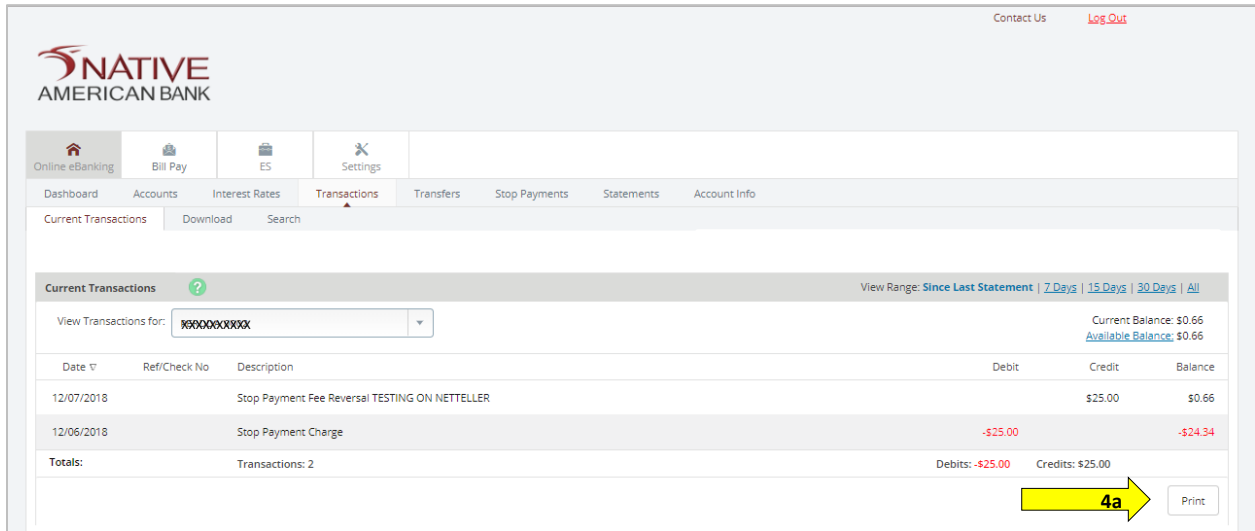 Contact Us Log Out
NATIVE
AMERICAN BANK
Online eBanking Bill Pay ES Settings
Dashboard Accounts Interest Rates Transactions Transfers Stop Payments Statements Account Info
Current Transactions Download Search
Current Transactions ? View Range: Since Last Statement | 7 Days | 15 Days | 30 Days | All
View Transactions for: Current Balance: $0.66
Available Balance: $0.66
Date Ref/Check No Description Debit Credit Balance
12/07/2018 Stop Payment Fee Reversal TESTING ON NETTELLER $25.00 $0.66
12/06/2018 Stop Payment Charge -$25.00 -$24.34
Totals: Transactions: 2 Debits: -$25.00 Credits: $25.00
4a Print